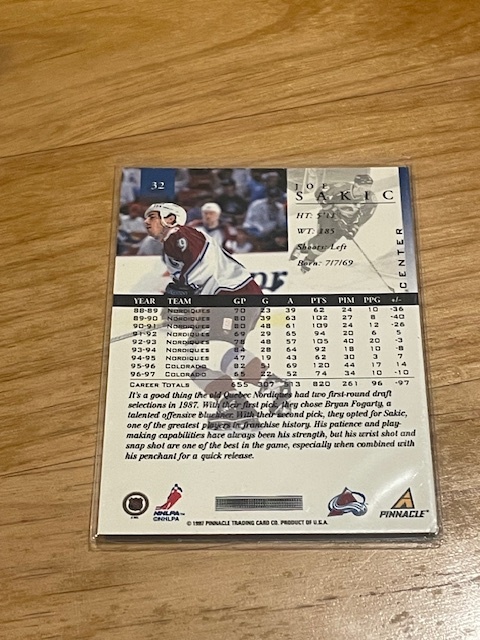 32
JOE
SAKIC
HT: 5'11
WT: 185
Shoots: Left
Born: 7/7/69
CENTER
9
YEAR TEAM GP G A PTS PIM PPG +/-
88-89 NORDIQUES 70 23 39 62 24 10 -36
89-90 NORDIQUES 80 39 63 102 27 8 -40
90-91 NORDIQUES 80 48 61 109 24 12 -26
91-92 NORDIQUES 69 29 65 94 20 6 5
92-93 NORDIQUES 78 48 57 105 40 20 -3
93-94 NORDIQUES 84 28 64 92 18 10 -8
94-95 NORDIQUES 47 19 43 62 30 3 7
95-96 COLORADO 82 51 69 120 44 17 14
96-97 COLORADO 65 22 52 74 34 10 -10
CAREER TOTALS 655 307 513 820 261 96 -97
It's a good thing the old Quebec Nordiques had two first-round draft
selections in 1987. With their first pick, they chose Bryan Fogarty, a
talented offensive blueliner. With their second pick, they opted for Sakic,
one of the greatest players in franchise history. His patience and play-
making capabilities have always been his strength, but his wrist shot and
snap shot are one of the best in the game, especially when combined with
his penchant for a quick release.
NHLPA™
©NHLPA
PINNACLE®
© 1997 PINNACLE TRADING CARD CO. PRODUCT OF U.S.A.